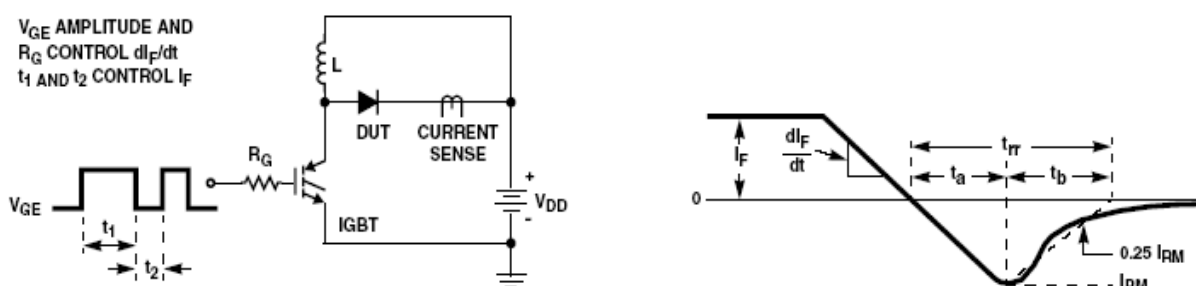 V_GE AMPLITUDE AND
R_G CONTROL dI_F/dt
t_1 AND t_2 CONTROL I_F
L
DUT
CURRENT
SENSE
R_G
V_GE
t_1
t_2
IGBT
+
V_DD
-
I_F
dI_F
dt
t_rr
t_a
t_b
0
0.25 I_RM
I_RM